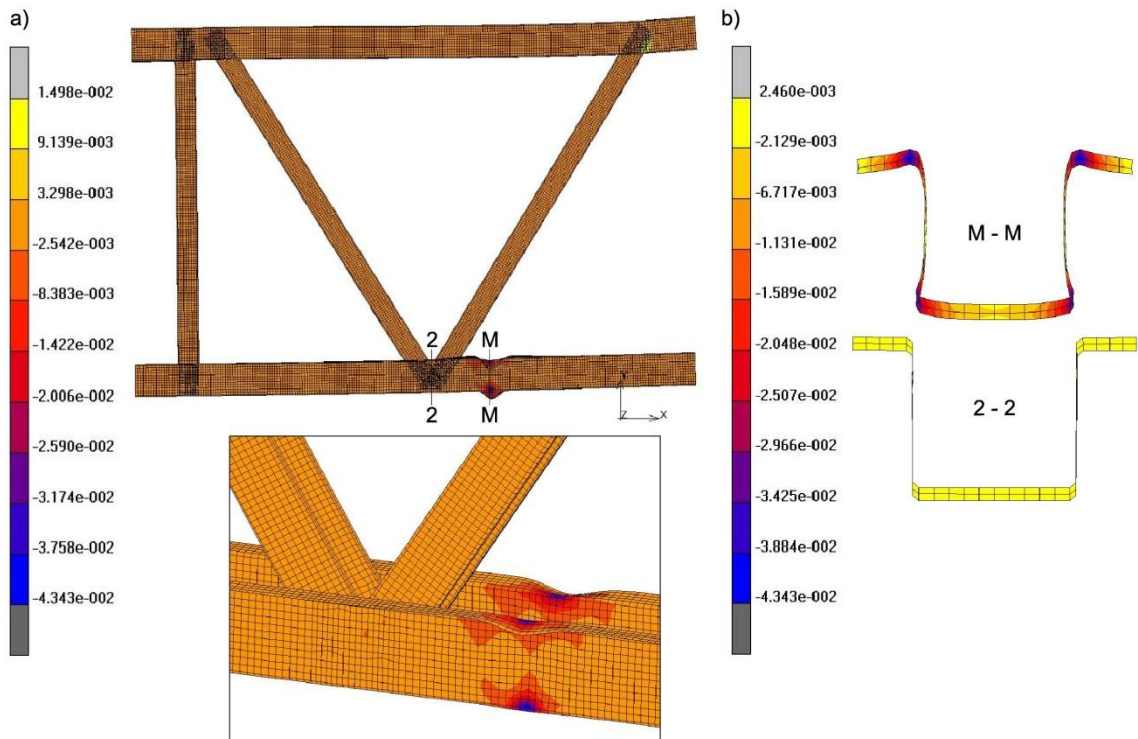 a)
1.498e-002
9.139e-003
3.298e-003
-2.542e-003
-8.383e-003
-1.422e-002
-2.006e-002
-2.590e-002
-3.174e-002
-3.758e-002
-4.343e-002
2
M
2
M
Y
Z
X
b)
2.460e-003
-2.129e-003
-6.717e-003
-1.131e-002
-1.589e-002
-2.048e-002
-2.507e-002
-2.966e-002
-3.425e-002
-3.884e-002
-4.343e-002
M - M
2 - 2